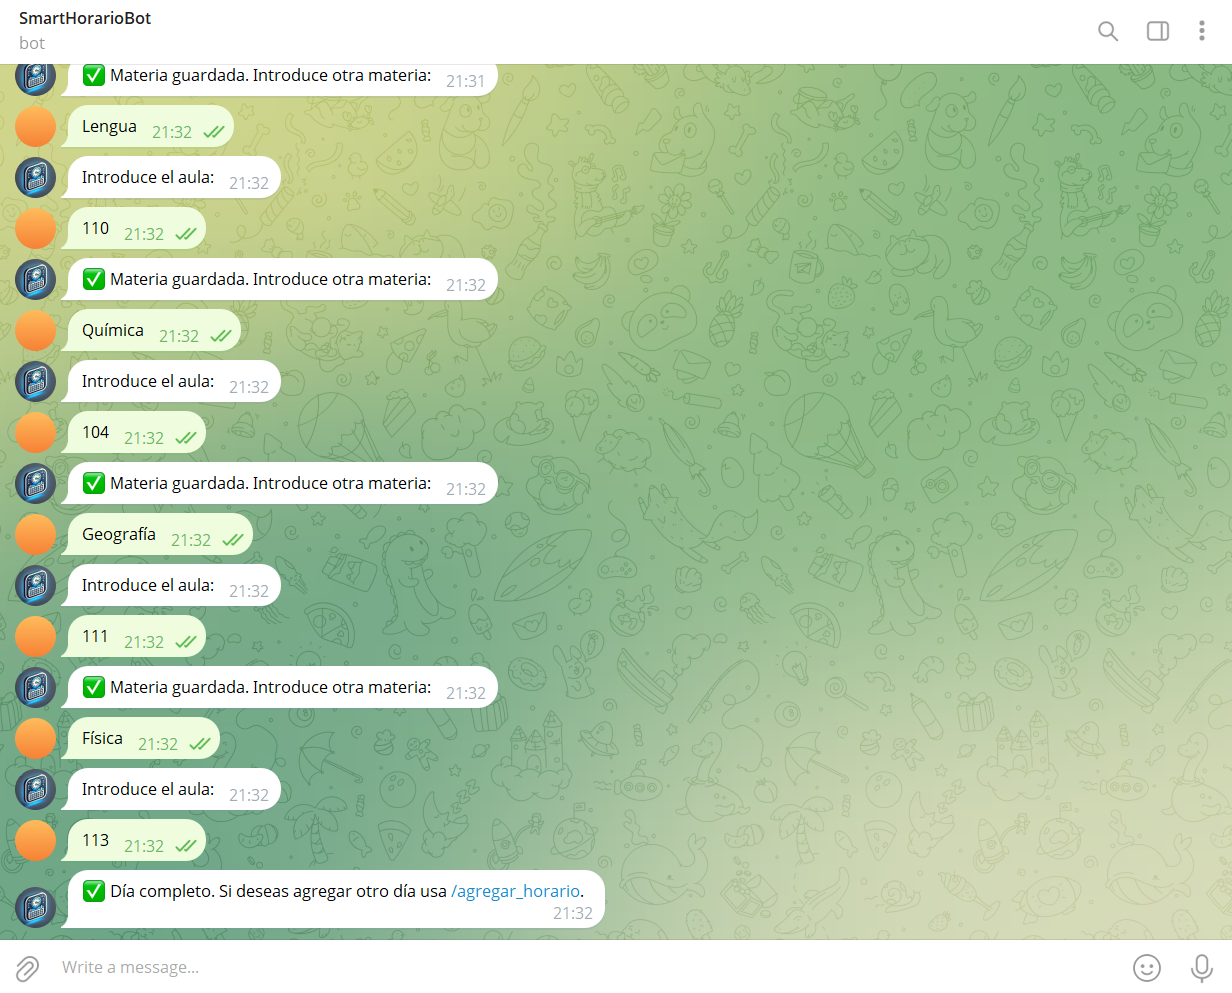 SmartHorarioBot
bot
✅ Materia guardada. Introduce otra materia: 21:31
Lengua 21:32
Introduce el aula: 21:32
110 21:32
✅ Materia guardada. Introduce otra materia: 21:32
Química 21:32
Introduce el aula: 21:32
104 21:32
✅ Materia guardada. Introduce otra materia: 21:32
Geografía 21:32
Introduce el aula: 21:32
111 21:32
✅ Materia guardada. Introduce otra materia: 21:32
Física 21:32
Introduce el aula: 21:32
113 21:32
✅ Día completo. Si deseas agregar otro día usa /agregar_horario.
21:32
Write a message...